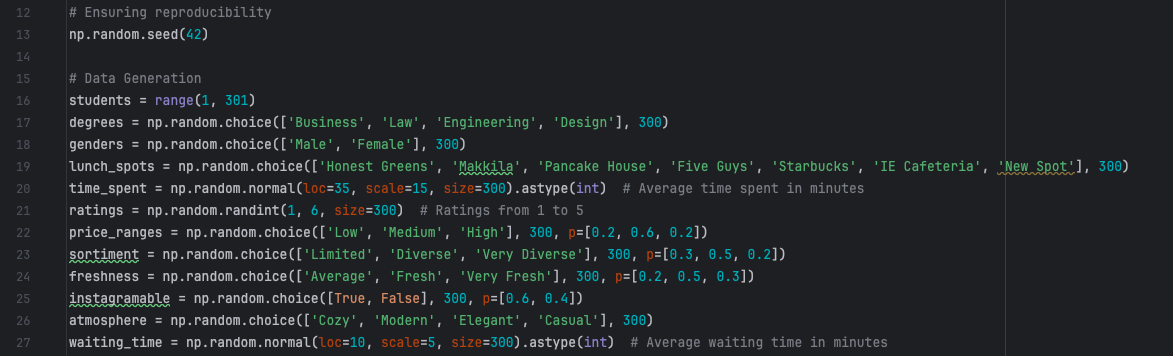 12 # Ensuring reproducibility
13 np.random.seed(42)
14
15 # Data Generation
16 students = range(1, 301)
17 degrees = np.random.choice(['Business', 'Law', 'Engineering', 'Design'], 300)
18 genders = np.random.choice(['Male', 'Female'], 300)
19 lunch_spots = np.random.choice(['Honest Greens', 'Makkila', 'Pancake House', 'Five Guys', 'Starbucks', 'IE Cafeteria', 'New Spot'], 300)
20 time_spent = np.random.normal(loc=35, scale=15, size=300).astype(int)  # Average time spent in minutes
21 ratings = np.random.randint(1, 6, size=300)  # Ratings from 1 to 5
22 price_ranges = np.random.choice(['Low', 'Medium', 'High'], 300, p=[0.2, 0.6, 0.2])
23 sortiment = np.random.choice(['Limited', 'Diverse', 'Very Diverse'], 300, p=[0.3, 0.5, 0.2])
24 freshness = np.random.choice(['Average', 'Fresh', 'Very Fresh'], 300, p=[0.2, 0.5, 0.3])
25 instagramable = np.random.choice([True, False], 300, p=[0.6, 0.4])
26 atmosphere = np.random.choice(['Cozy', 'Modern', 'Elegant', 'Casual'], 300)
27 waiting_time = np.random.normal(loc=10, scale=5, size=300).astype(int)  # Average waiting time in minutes